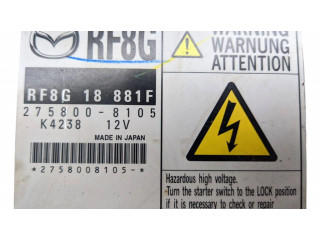 RF8G
RF8G 18 881F
275800-8105
K4238 12V
MADE IN JAPAN
*2758008105-*
WARNING
WARNUNG
ATTENTION
Hazardous high voltage.
Turn the starter switch to the LOCK position
if it is necessary to check or repair